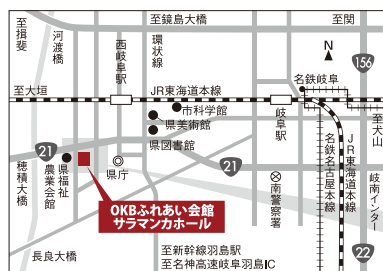 至鏡島大橋
至関
至揖斐
河渡橋
西岐阜駅
環状線
N
156
名鉄岐阜
至大垣
JR東海道本線
市科学館
県美術館
県図書館
岐阜駅
至犬山
21
穂積大橋
県福祉
農業会館
県庁
21
南警察署
名鉄名古屋本線
JR東海道本線
岐南インター
OKBふれあい会館
サラマンカホール
長良大橋
至新幹線羽島駅
至名神高速岐阜羽島IC
22